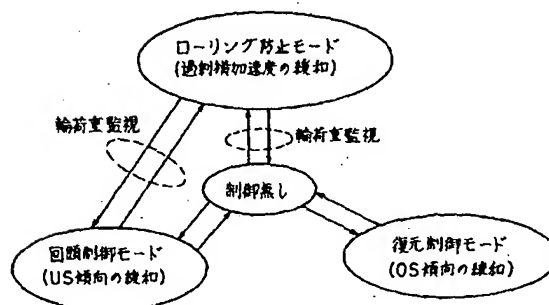 ローリング防止モード
(過剰横加速度の緩和)
輪荷重監視
輪荷重監視
制御無し
回頭制御モード
(US傾向の緩和)
復元制御モード
(OS傾向の緩和)